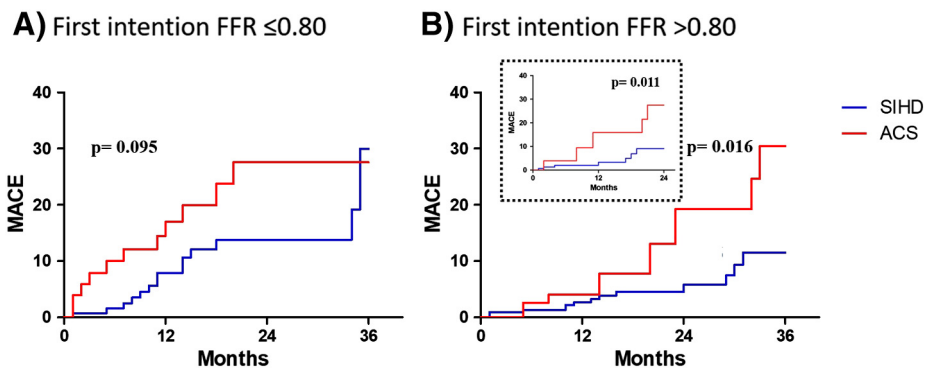 A) First intention FFR ≤0.80
B) First intention FFR >0.80
MACE
40
30
20
10
0
p= 0.095
0 12 24 36
Months
MACE
40
30
20
10
0
p= 0.016
0 12 24 36
Months
MACE
40
30
20
10
0
p= 0.011
0 12 24
Months
SIHD
ACS